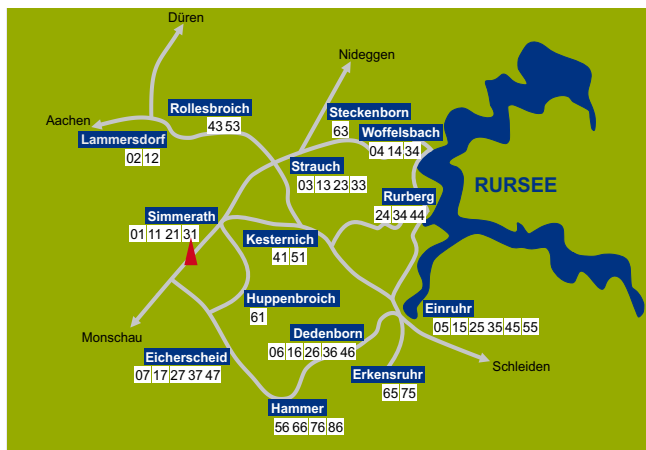 Düren
Nideggen
Aachen
Rollesbroich
43 53
Steckenborn
63
Lammersdorf
02 12
Woffelsbach
04 14 34
Strauch
03 13 23 33
RURSEE
Rurberg
24 34 44
Simmerath
01 11 21 31
Kesternich
41 51
Huppenbroich
61
Einruhr
05 15 25 35 45 55
Monschau
Dedenborn
06 16 26 36 46
Eicherscheid
07 17 27 37 47
Schleiden
Erkensruhr
65 75
Hammer
56 66 76 86